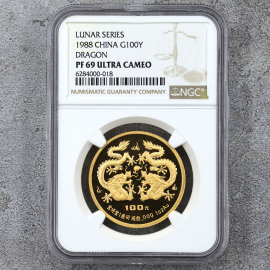 LUNAR SERIES
1988 CHINA G100Y
DRAGON
PF 69 ULTRA CAMEO
6284000-018
NUMISMATIC GUARANTY COMPANY
NGC
100元